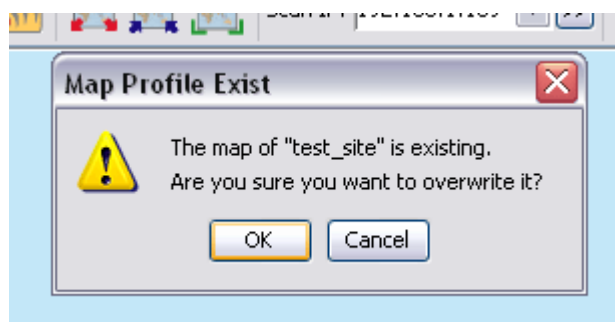 Map Profile Exist
The map of "test_site" is existing.
Are you sure you want to overwrite it?
OK
Cancel